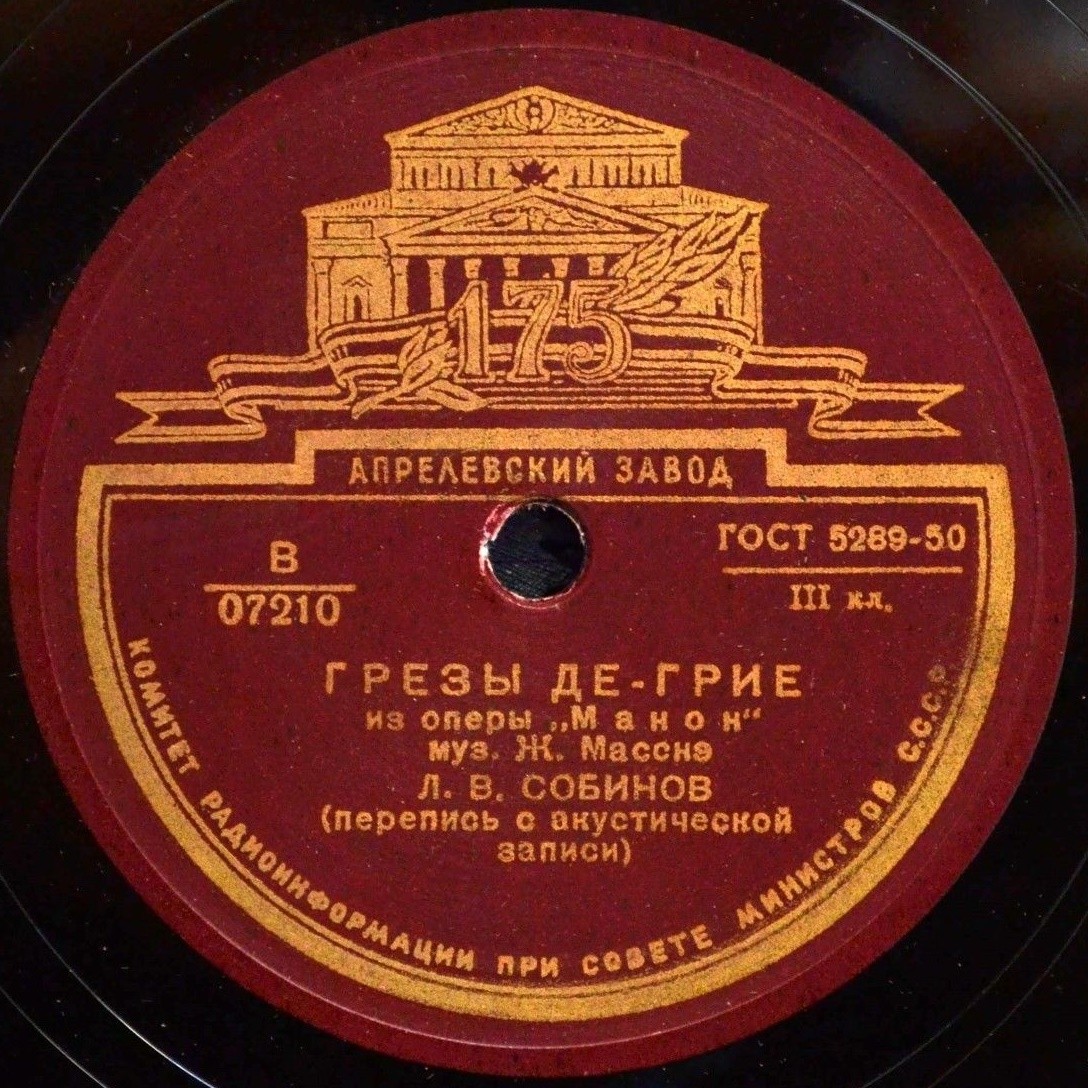 175
АПРЕЛЕВСКИЙ ЗАВОД
В
07210
ГОСТ 5289-50
III кл.
ГРЕЗЫ ДЕ-ГРИЕ
из оперы „Манон“
муз. Ж. Масснэ
Л. В. СОБИНОВ
(перепись с акустической
записи)
КОМИТЕТ РАДИОИНФОРМАЦИИ ПРИ СОВЕТЕ МИНИСТРОВ С.С.С.Р.